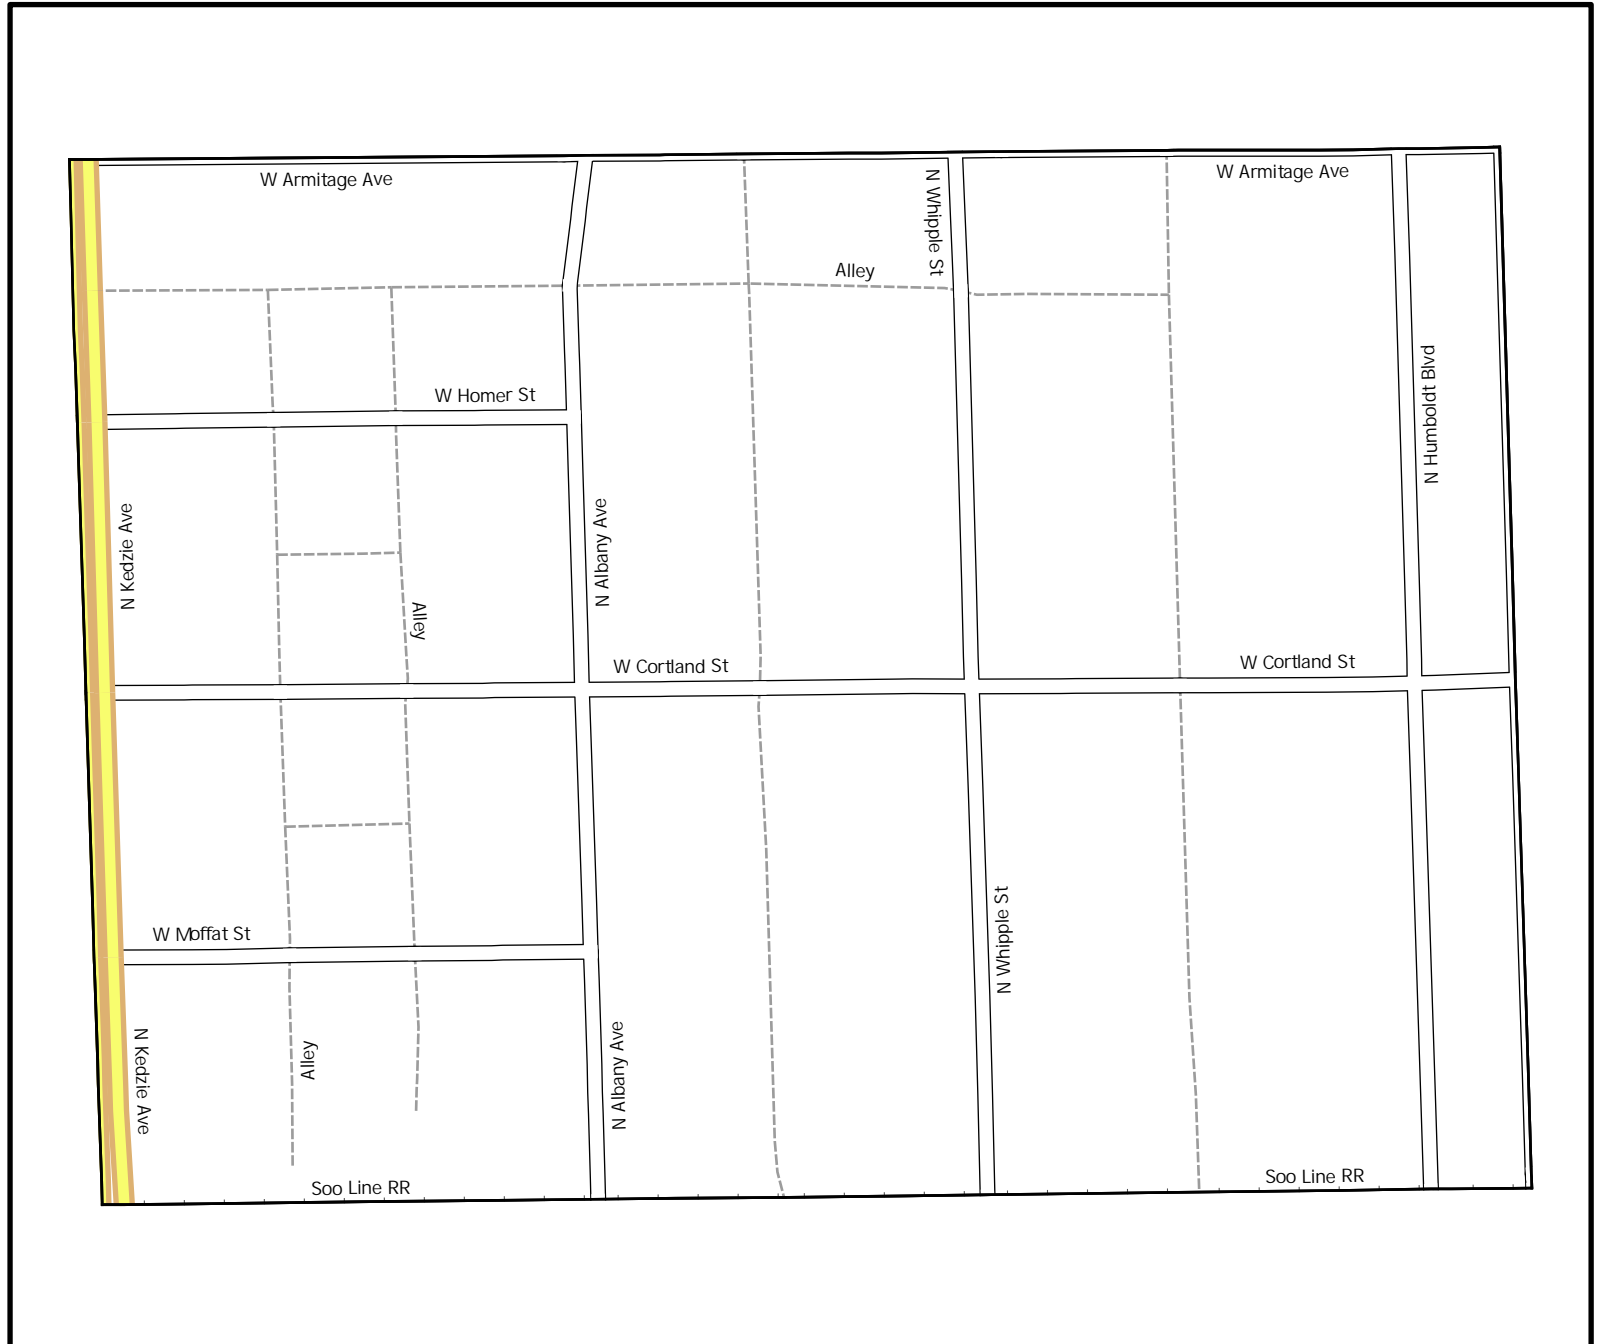 W Armitage Ave
W Armitage Ave
N Whipple St
Alley
W Homer St
N Humboldt Blvd
N Kedzie Ave
N Albany Ave
Alley
W Cortland St
W Cortland St
W Moffat St
N Whipple St
N Kedzie Ave
Alley
N Albany Ave
Soo Line RR
Soo Line RR